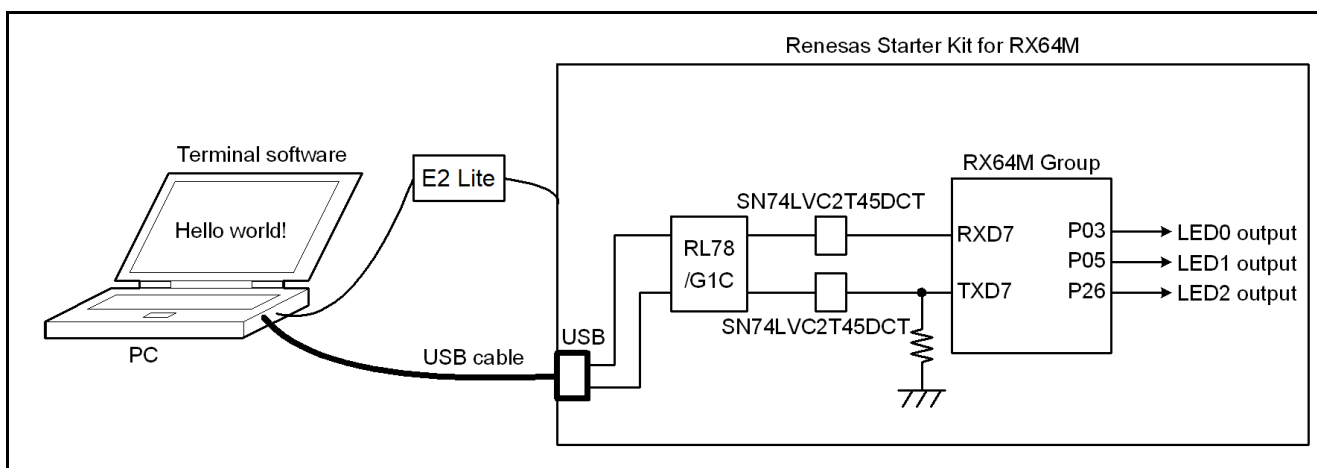 Renesas Starter Kit for RX64M
Terminal software
Hello world!
PC
E2 Lite
USB cable
USB
RL78
/G1C
SN74LVC2T45DCT
SN74LVC2T45DCT
RX64M Group
RXD7
TXD7
P03
P05
P26
LED0 output
LED1 output
LED2 output